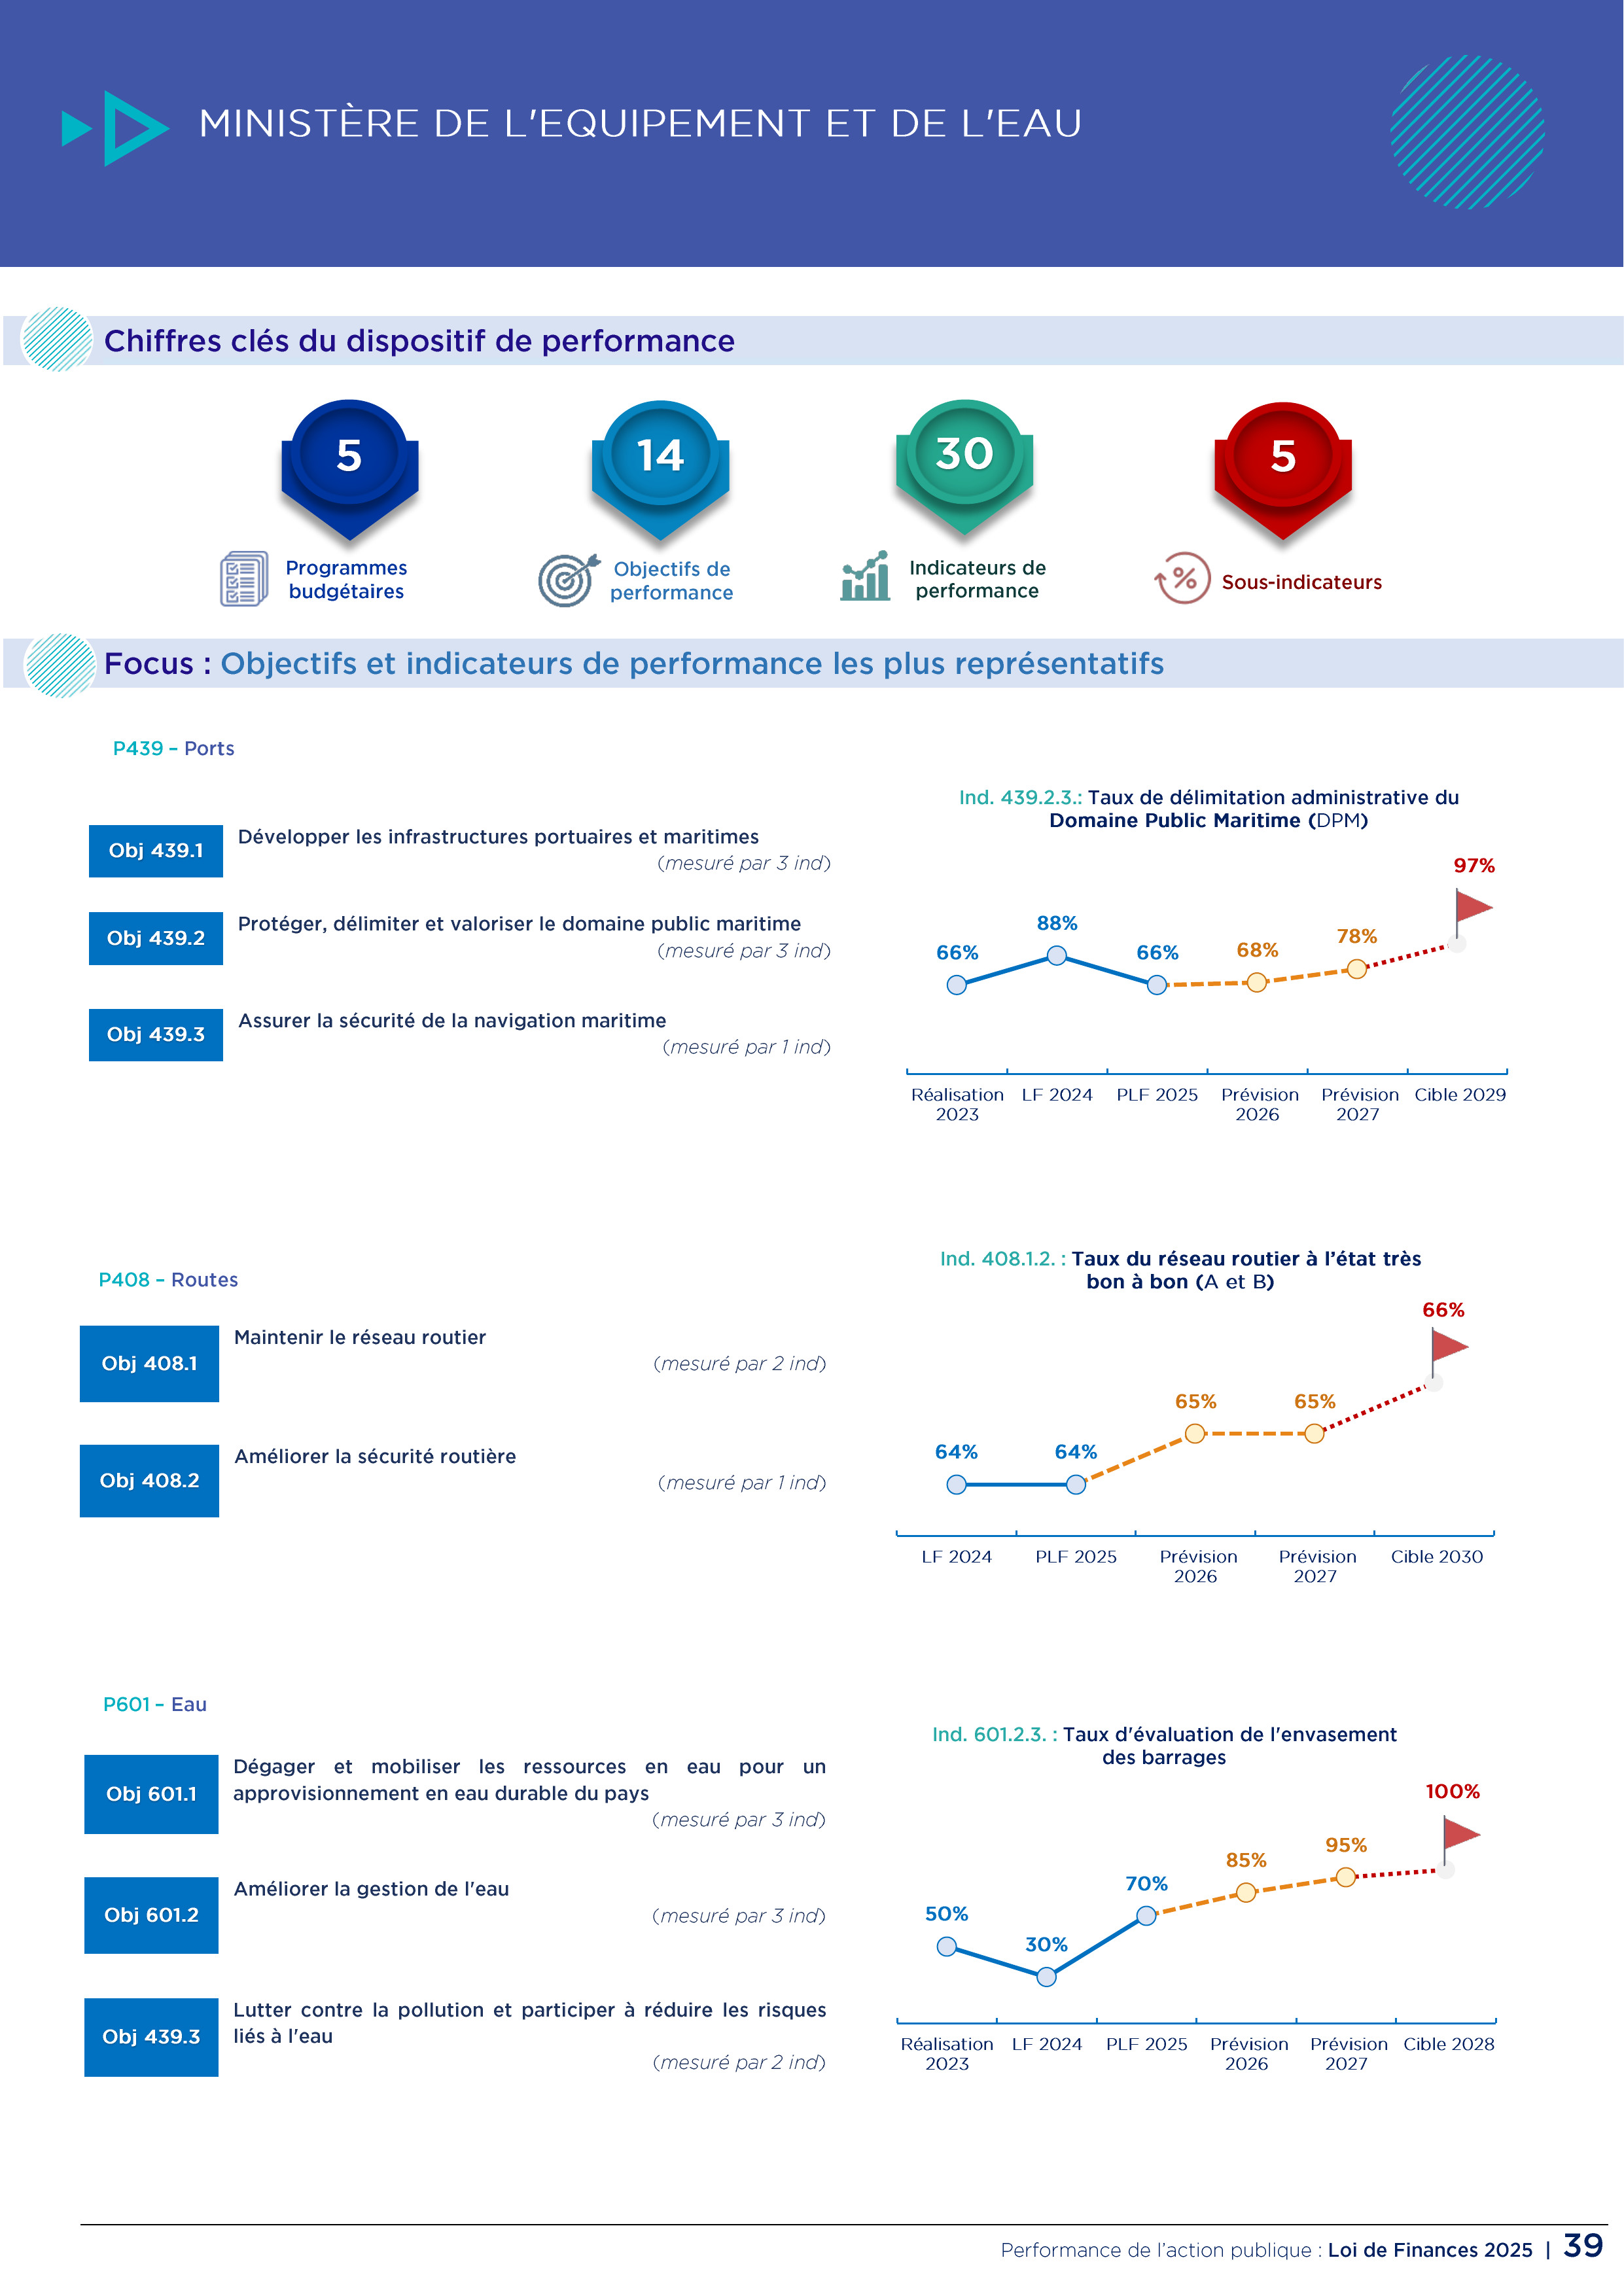 MINISTÈRE DE L'EQUIPEMENT ET DE L'EAU
Chiffres clés du dispositif de performance
5
14
30
5
Programmes
budgétaires
Objectifs de
performance
Indicateurs de
performance
%
Sous-indicateurs
Focus : Objectifs et indicateurs de performance les plus représentatifs
P439 – Ports
Obj 439.1
Développer les infrastructures portuaires et maritimes
(mesuré par 3 ind)
Obj 439.2
Protéger, délimiter et valoriser le domaine public maritime
(mesuré par 3 ind)
Obj 439.3
Assurer la sécurité de la navigation maritime
(mesuré par 1 ind)
Ind. 439.2.3.: Taux de délimitation administrative du
Domaine Public Maritime (DPM)
66%
88%
66%
68%
78%
97%
Réalisation
2023
LF 2024
PLF 2025
Prévision
2026
Prévision
2027
Cible 2029
P408 – Routes
Obj 408.1
Maintenir le réseau routier
(mesuré par 2 ind)
Obj 408.2
Améliorer la sécurité routière
(mesuré par 1 ind)
Ind. 408.1.2. : Taux du réseau routier à l’état très
bon à bon (A et B)
64%
64%
65%
65%
66%
LF 2024
PLF 2025
Prévision
2026
Prévision
2027
Cible 2030
P601 – Eau
Obj 601.1
Dégager et mobiliser les ressources en eau pour un
approvisionnement en eau durable du pays
(mesuré par 3 ind)
Obj 601.2
Améliorer la gestion de l'eau
(mesuré par 3 ind)
Obj 439.3
Lutter contre la pollution et participer à réduire les risques
liés à l'eau
(mesuré par 2 ind)
Ind. 601.2.3. : Taux d'évaluation de l'envasement
des barrages
50%
30%
70%
85%
95%
100%
Réalisation
2023
LF 2024
PLF 2025
Prévision
2026
Prévision
2027
Cible 2028
Performance de l’action publique : Loi de Finances 2025 | 39